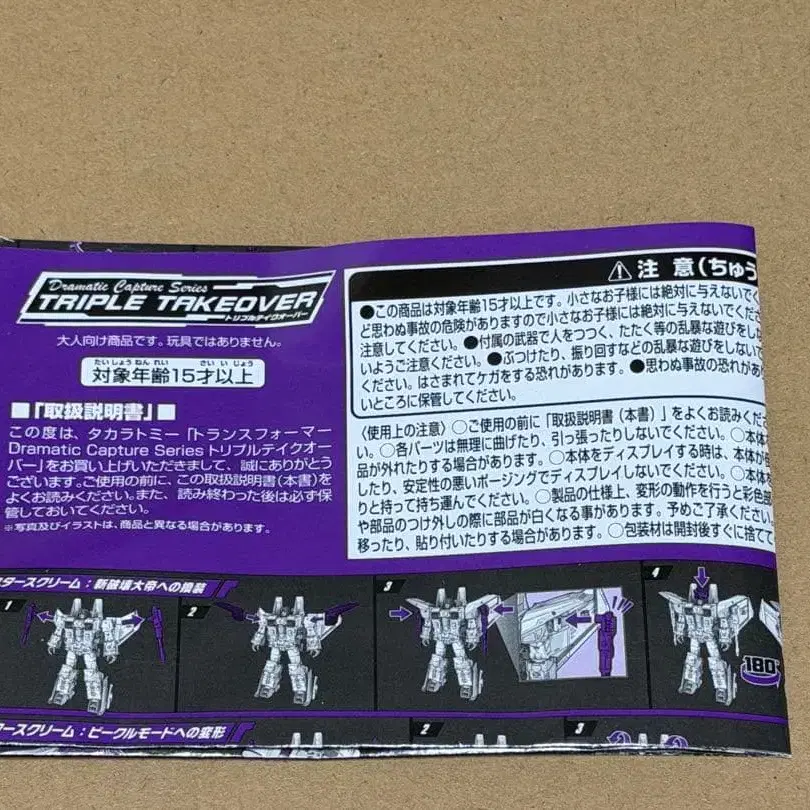 Dramatic Capture Series
TRIPLE TAKEOVER
トリプルテイクオーバー
大人向け商品です。玩具ではありません。
たいしょうねんれい さい いじょう
対象年齢15才以上
■「取扱説明書」■
この度は、タカラトミー「トランスフォーマー
Dramatic Capture Series トリプルテイクオー
バー」をお買い上げいただきまして、誠にありがとう
ございます。ご使用の前に、この取扱説明書(本書)を
よくお読みください。また、読み終わった後は必ず保
管しておいてください。
※写真及びイラストは、商品と異なる場合があります。
注 意(ちゅう
●この商品は対象年齢15才以上です。小さなお子様には絶対に与えないでく
ど思わぬ事故の危険がありますので小さなお子様には絶対に与えないで
注意してください。●付属の武器で人をつつく、たたく等の乱暴な遊びをしな
いようご注意ください。●ぶつけたり、振り回すなどの乱暴な遊びをしないで
ください。はさまれてケガをする恐れがあります。●思わぬ事故の恐れがあ
いところに保管してください。
〈使用上の注意〉○ご使用の前に「取扱説明書(本書)」をよくお読みくだ
い。○各パーツは無理に曲げたり、引っ張ったりしないでください。○本体
品が外れたりする場合があります。○本体をディスプレイする時は、本体が
したり、安定性の悪いポージングでディスプレイしないでください。○本体
りと持って持ち運んでください。○製品の仕様上、変形の動作を行うと彩色
や部品のつけ外しの際に部品が白くなる事があります。予めご了承ください
移ったり、貼り付いたりする場合があります。○包装材は開封後すぐに捨てて
スタースクリーム:新破壊大帝への換装
1
2
3
4
180°
タースクリーム:ビークルモードへの変形
2
3